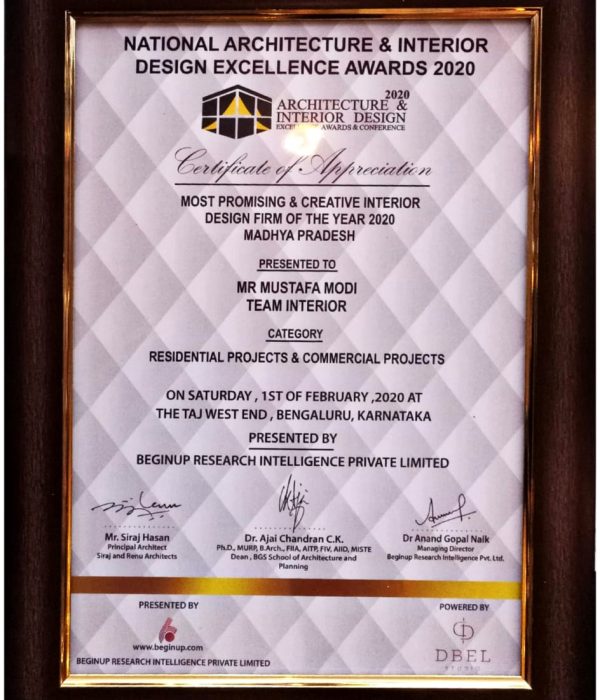 NATIONAL ARCHITECTURE & INTERIOR
DESIGN EXCELLENCE AWARDS 2020
2020
ARCHITECTURE &
INTERIOR DESIGN
EXCELLENCE AWARDS & CONFERENCE
Certificate of Appreciation
MOST PROMISING & CREATIVE INTERIOR
DESIGN FIRM OF THE YEAR 2020
MADHYA PRADESH
PRESENTED TO
MR MUSTAFA MODI
TEAM INTERIOR
CATEGORY
RESIDENTIAL PROJECTS & COMMERCIAL PROJECTS
ON SATURDAY , 1ST OF FEBRUARY ,2020 AT
THE TAJ WEST END , BENGALURU, KARNATAKA
PRESENTED BY
BEGINUP RESEARCH INTELLIGENCE PRIVATE LIMITED
Mr. Siraj Hasan
Principal Architect
Siraj and Renu Architects
Dr. Ajai Chandran C.K.
Ph.D., MURP, B.Arch., FIIA, AITP, FIV, AIID, MISTE
Dean , BGS School of Architecture and
Planning
Dr Anand Gopal Naik
Managing Director
Beginup Research Intelligence Pvt. Ltd.
PRESENTED BY
www.beginup.com
BEGINUP RESEARCH INTELLIGENCE PRIVATE LIMITED
POWERED BY
DBEL
STUDIO